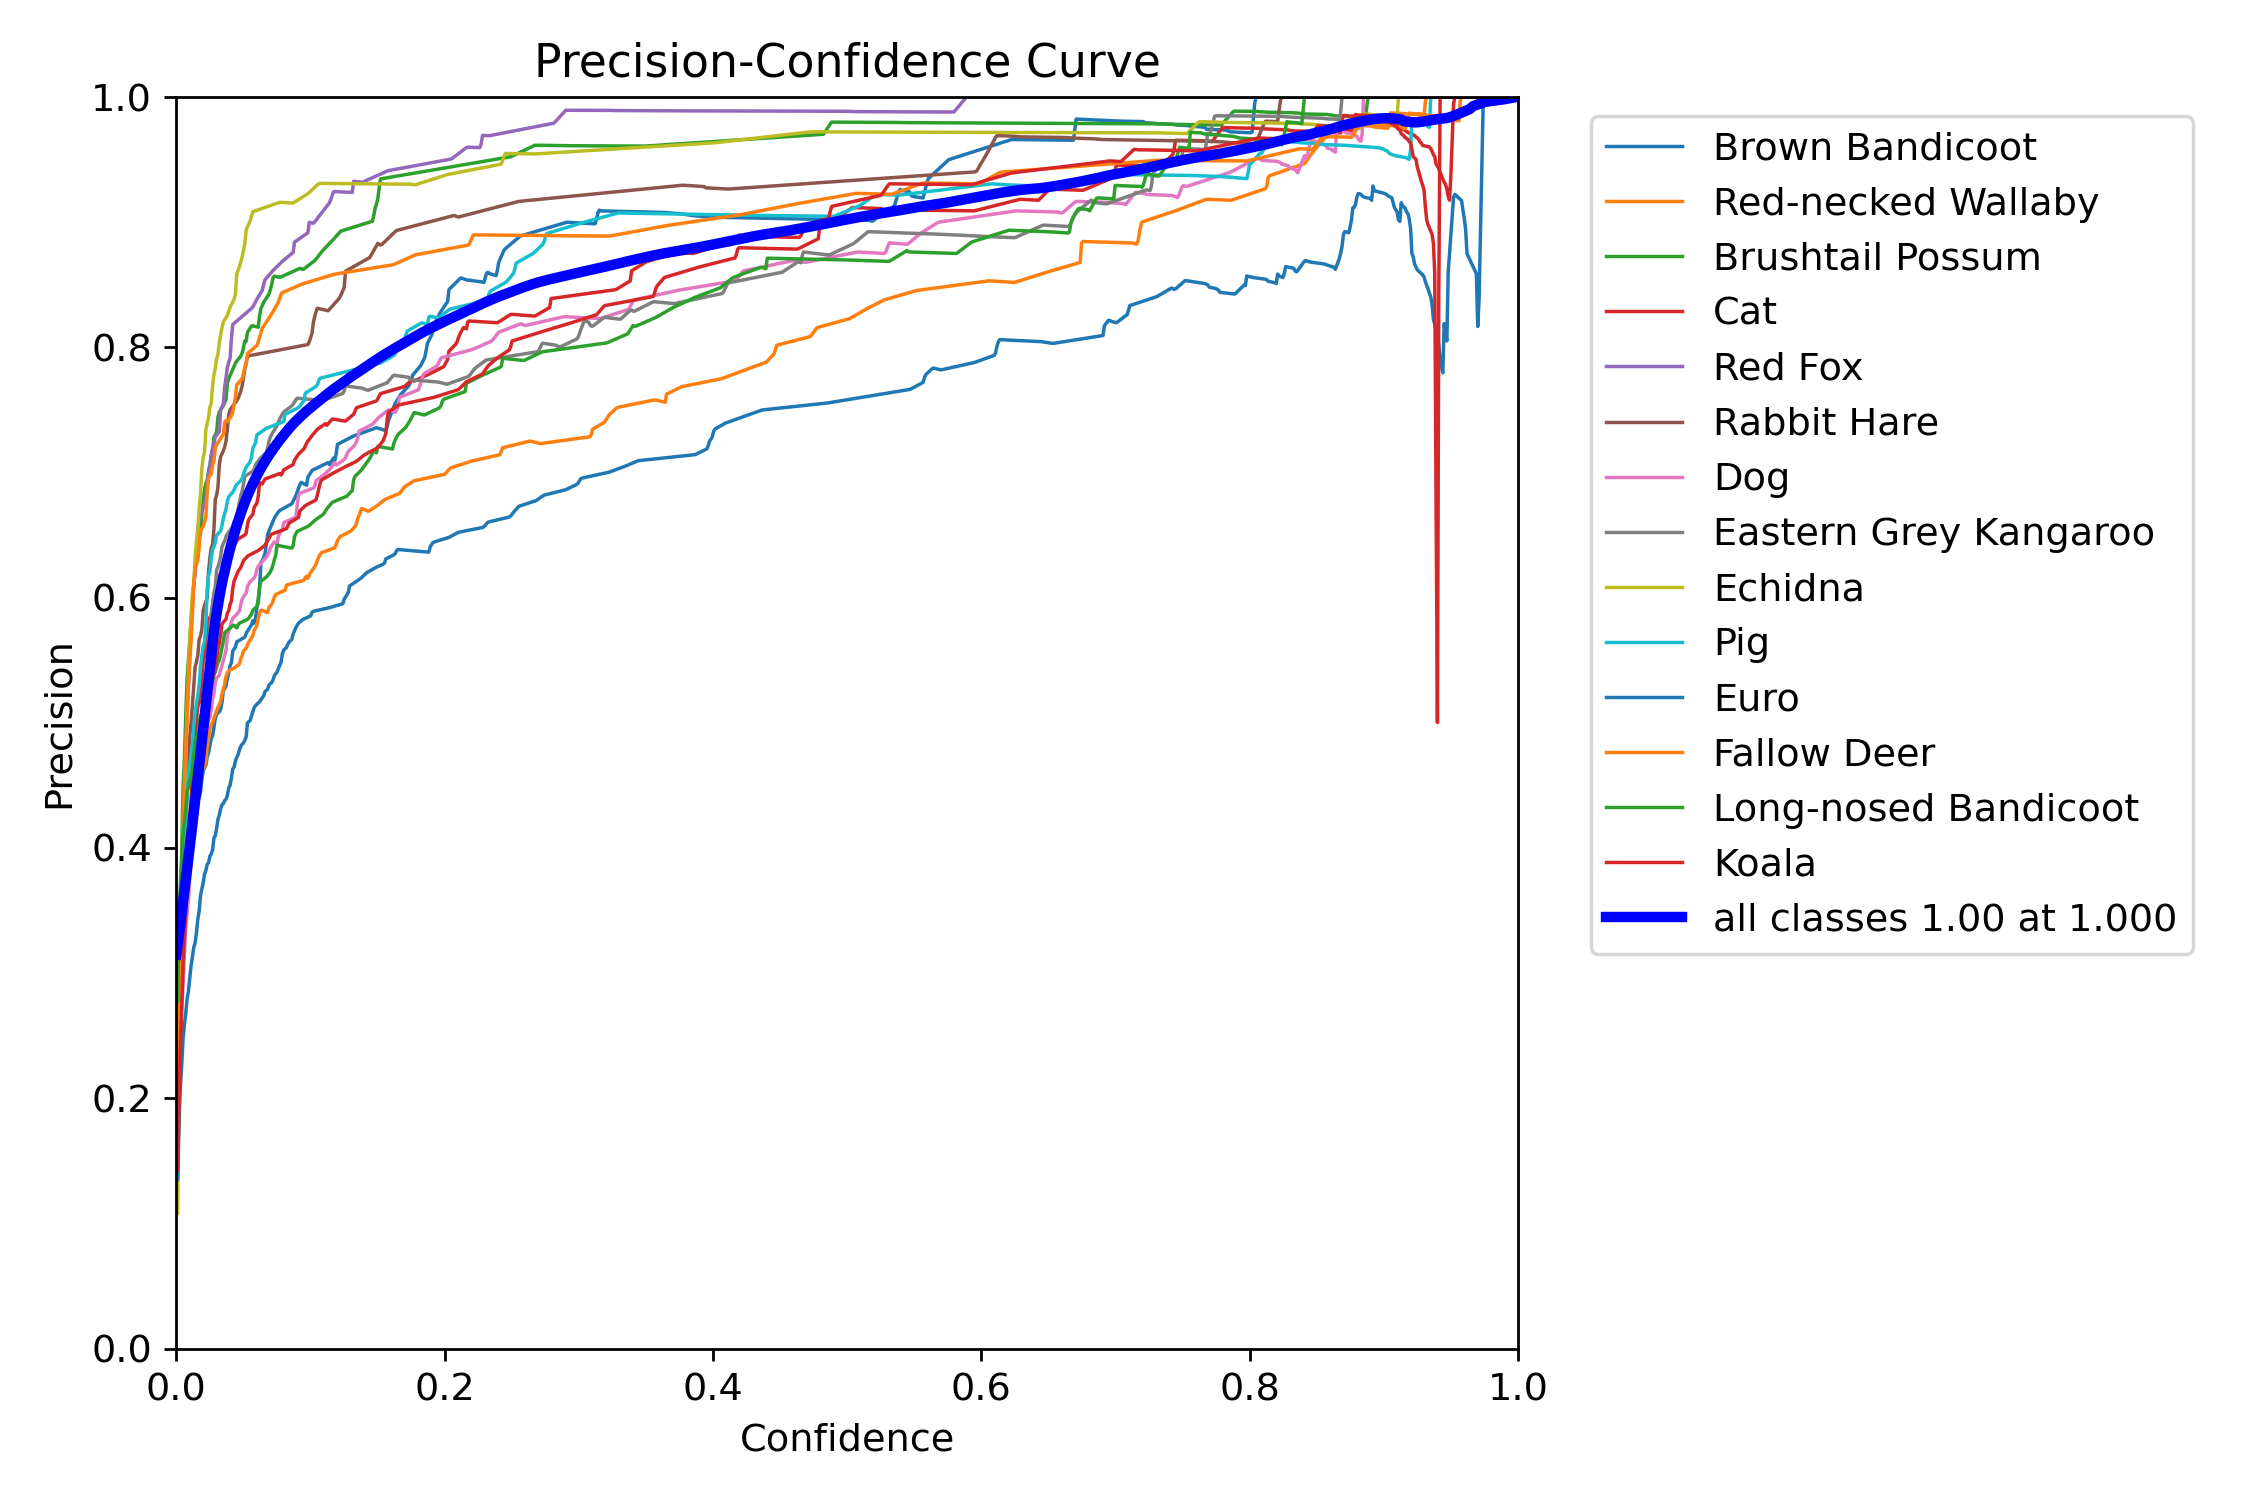 Precision-Confidence Curve
1.0
0.8
0.6
0.4
0.2
0.0
Precision
0.0 0.2 0.4 0.6 0.8 1.0
Confidence
Brown Bandicoot
Red-necked Wallaby
Brushtail Possum
Cat
Red Fox
Rabbit Hare
Dog
Eastern Grey Kangaroo
Echidna
Pig
Euro
Fallow Deer
Long-nosed Bandicoot
Koala
all classes 1.00 at 1.000